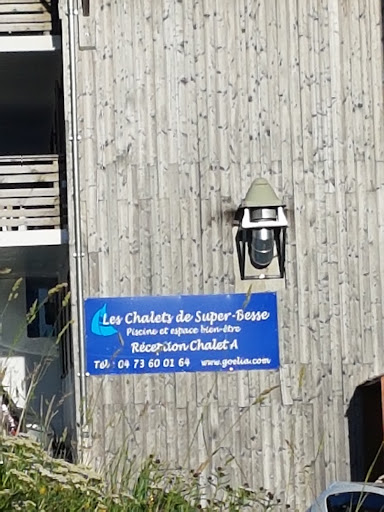 Les Chalets de Super-Besse
Piscine et espace bien-être
Réception Chalet A
Tél : 04 73 60 01 64 www.goelia.com